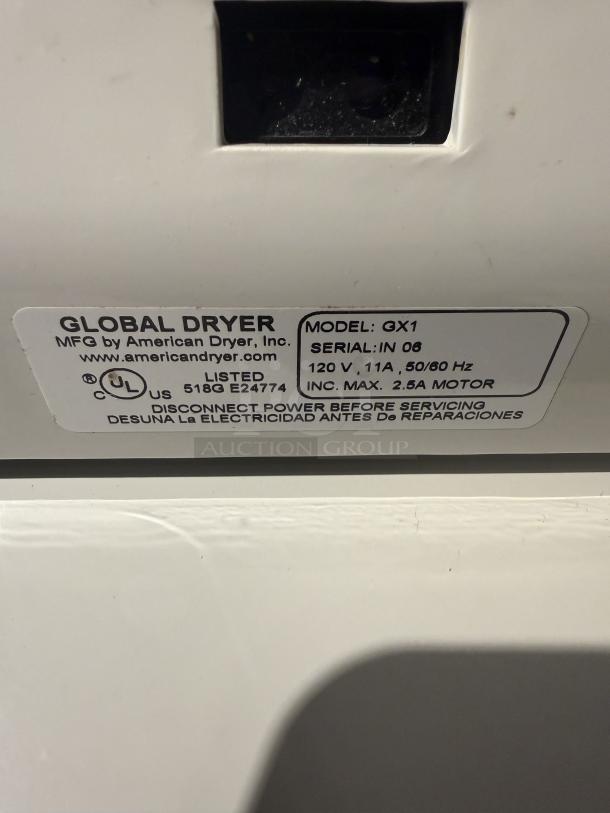 GLOBAL DRYER
MFG by American Dryer, Inc.
www.americandryer.com
® UL
C US
LISTED
518G E24774
MODEL: GX1
SERIAL: IN 06
120 V , 11A , 50/60 Hz
INC. MAX. 2.5A MOTOR
DISCONNECT POWER BEFORE SERVICING
DESUNA La ELECTRICIDAD ANTES De REPARACIONES
AUCTION GROUP